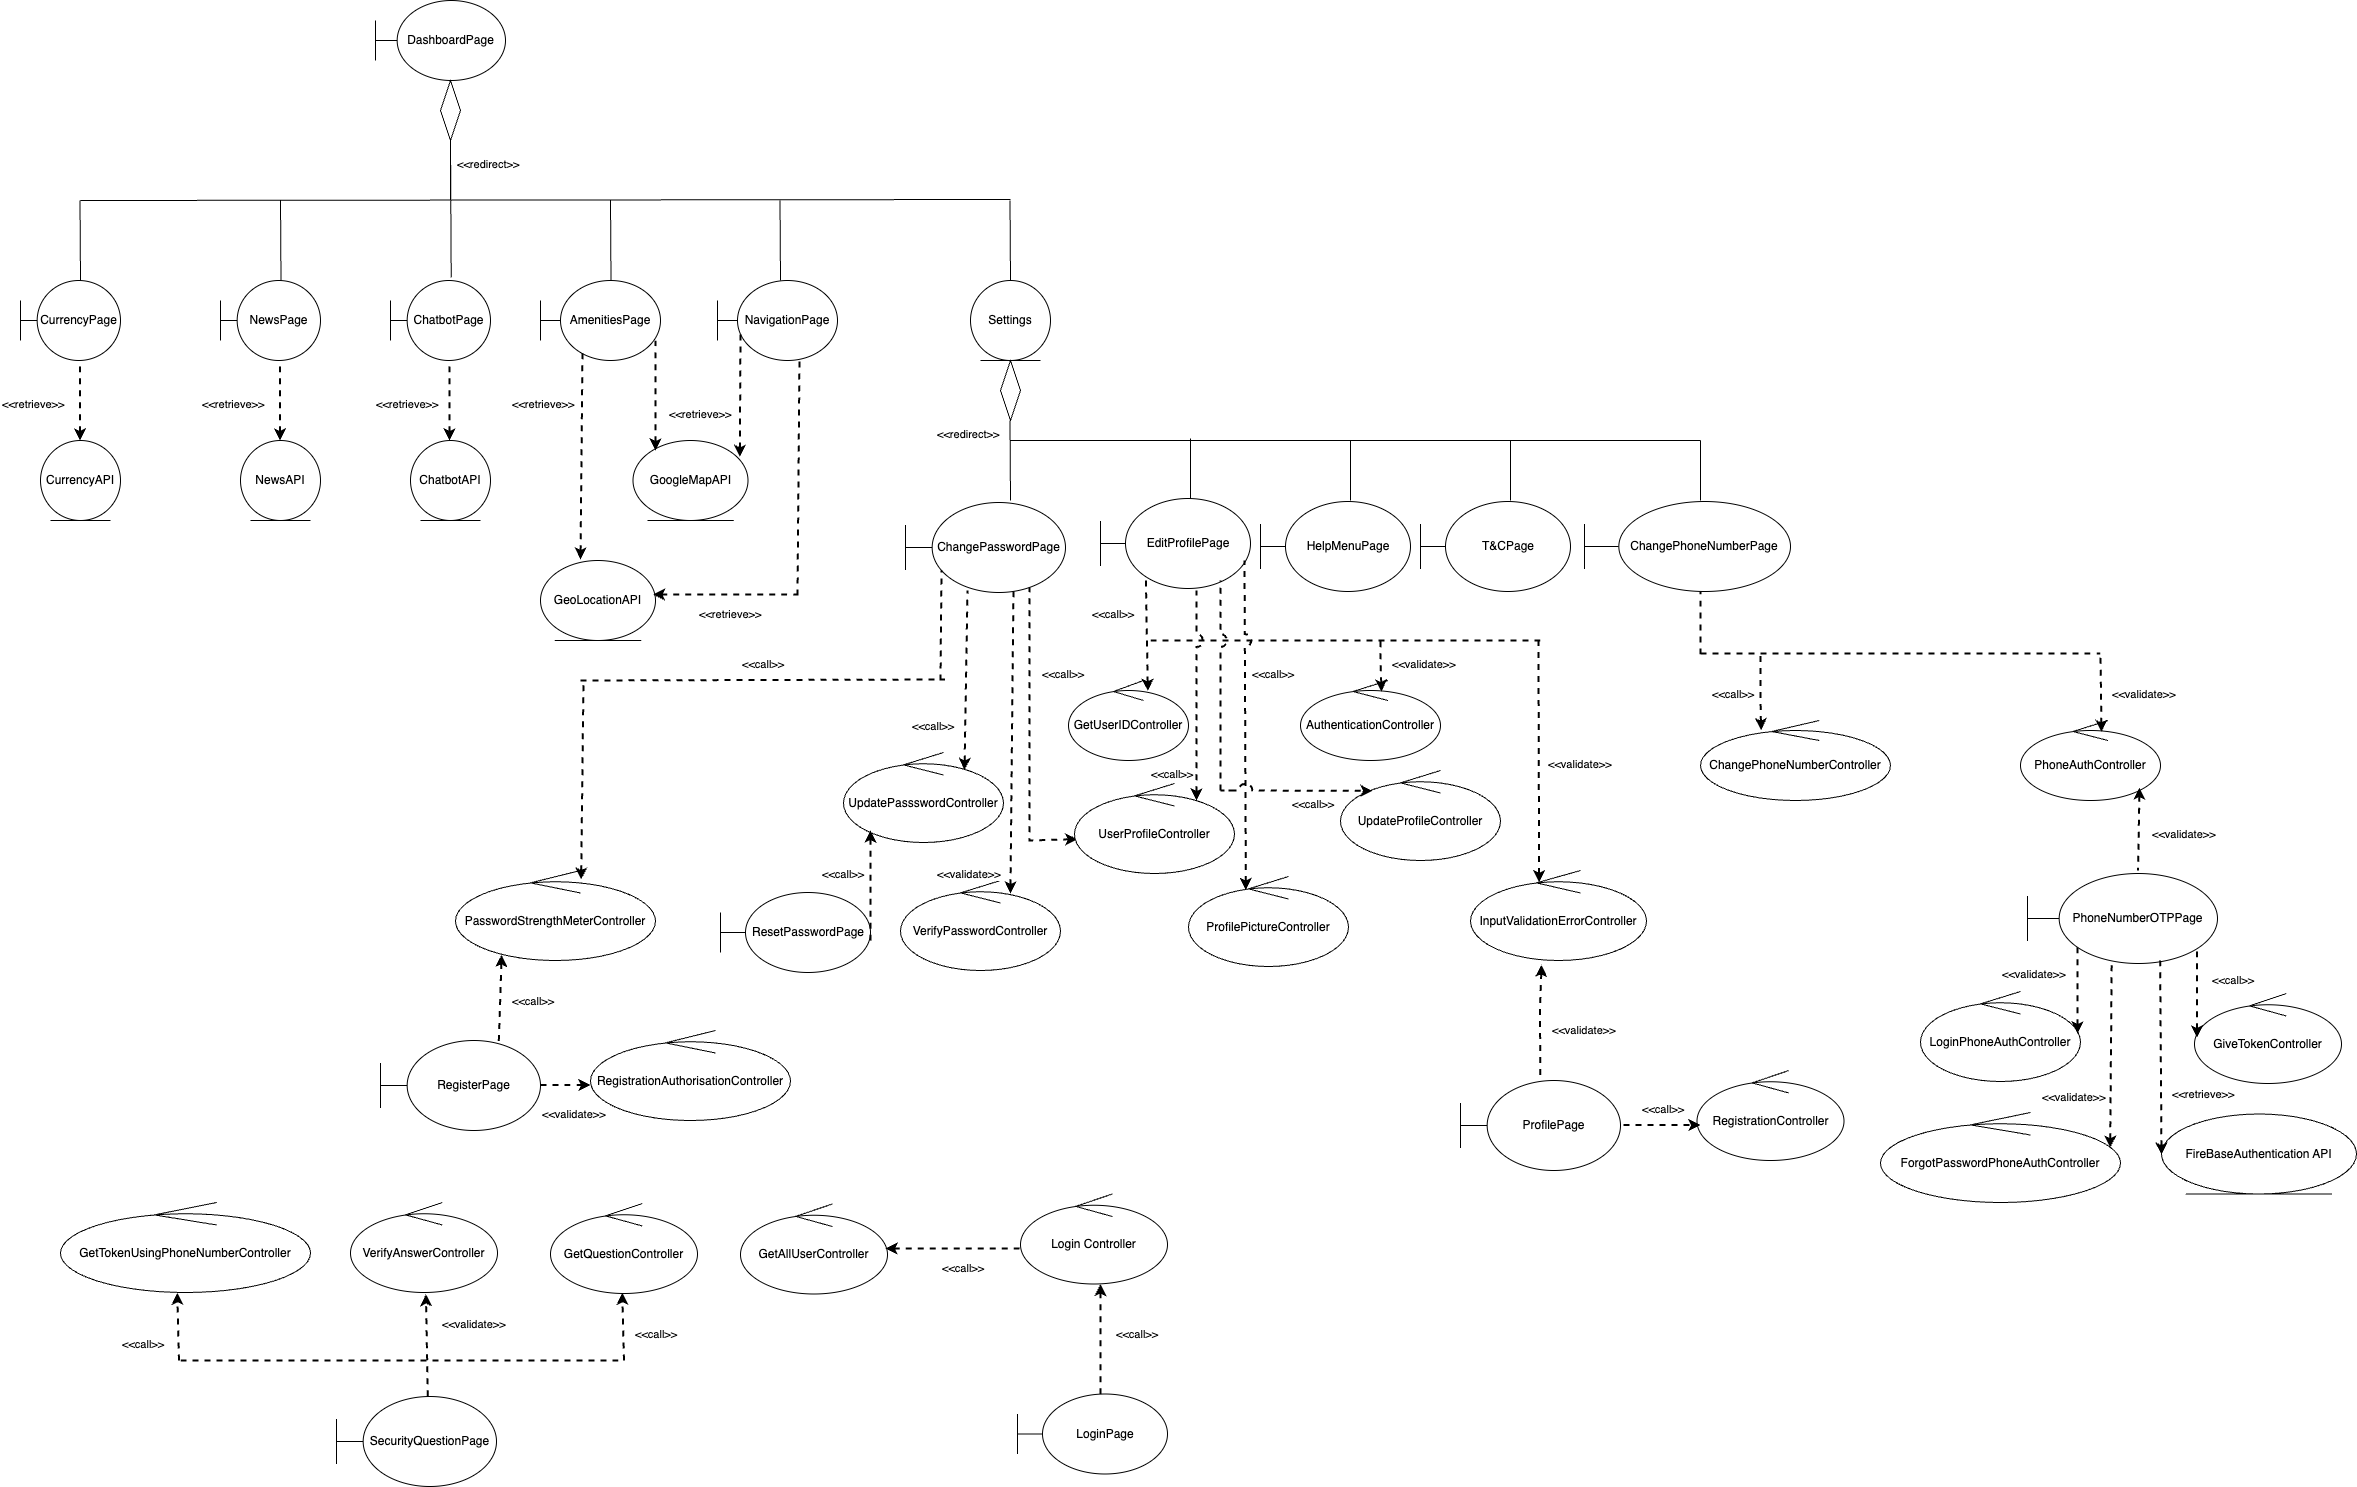 DashboardPage
<<redirect>>
CurrencyPage
NewsPage
ChatbotPage
AmenitiesPage
NavigationPage
Settings
<<retrieve>>
<<retrieve>>
<<retrieve>>
<<retrieve>>
<<retrieve>>
<<redirect>>
CurrencyAPI
NewsAPI
ChatbotAPI
GoogleMapAPI
ChangePasswordPage
EditProfilePage
HelpMenuPage
T&CPage
ChangePhoneNumberPage
GeoLocationAPI
<<retrieve>>
<<call>>
<<call>>
<<call>>
<<call>>
<<validate>>
<<call>>
<<validate>>
GetUserIDController
AuthenticationController
<<call>>
<<validate>>
ChangePhoneNumberController
PhoneAuthController
<<call>>
<<call>>
UpdatePassswordController
UserProfileController
UpdateProfileController
<<validate>>
<<call>>
<<validate>>
PasswordStrengthMeterController
ResetPasswordPage
VerifyPasswordController
ProfilePictureController
InputValidationErrorController
PhoneNumberOTPPage
<<validate>>
<<call>>
<<call>>
<<validate>>
LoginPhoneAuthController
GiveTokenController
RegisterPage
RegistrationAuthorisationController
<<validate>>
<<validate>>
<<retrieve>>
<<call>>
ProfilePage
RegistrationController
ForgotPasswordPhoneAuthController
FireBaseAuthentication API
GetTokenUsingPhoneNumberController
VerifyAnswerController
GetQuestionController
GetAllUserController
Login Controller
<<call>>
<<validate>>
<<call>>
<<call>>
<<call>>
SecurityQuestionPage
LoginPage